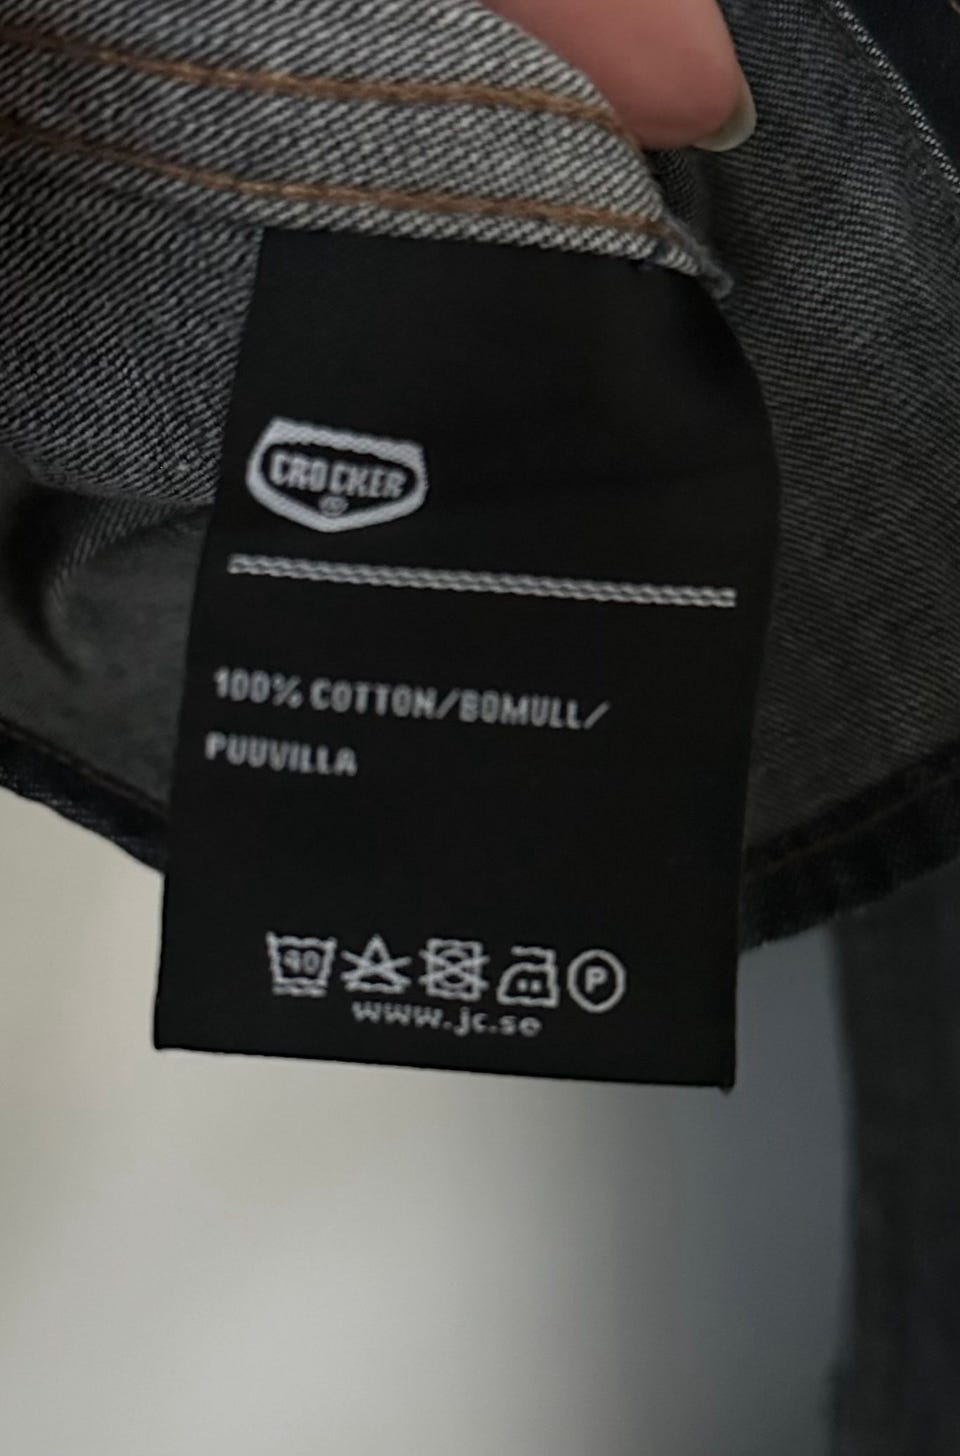 CROCKER
®
100% COTTON/BOMULL/
PUUVILLA
40
P
www.jc.se